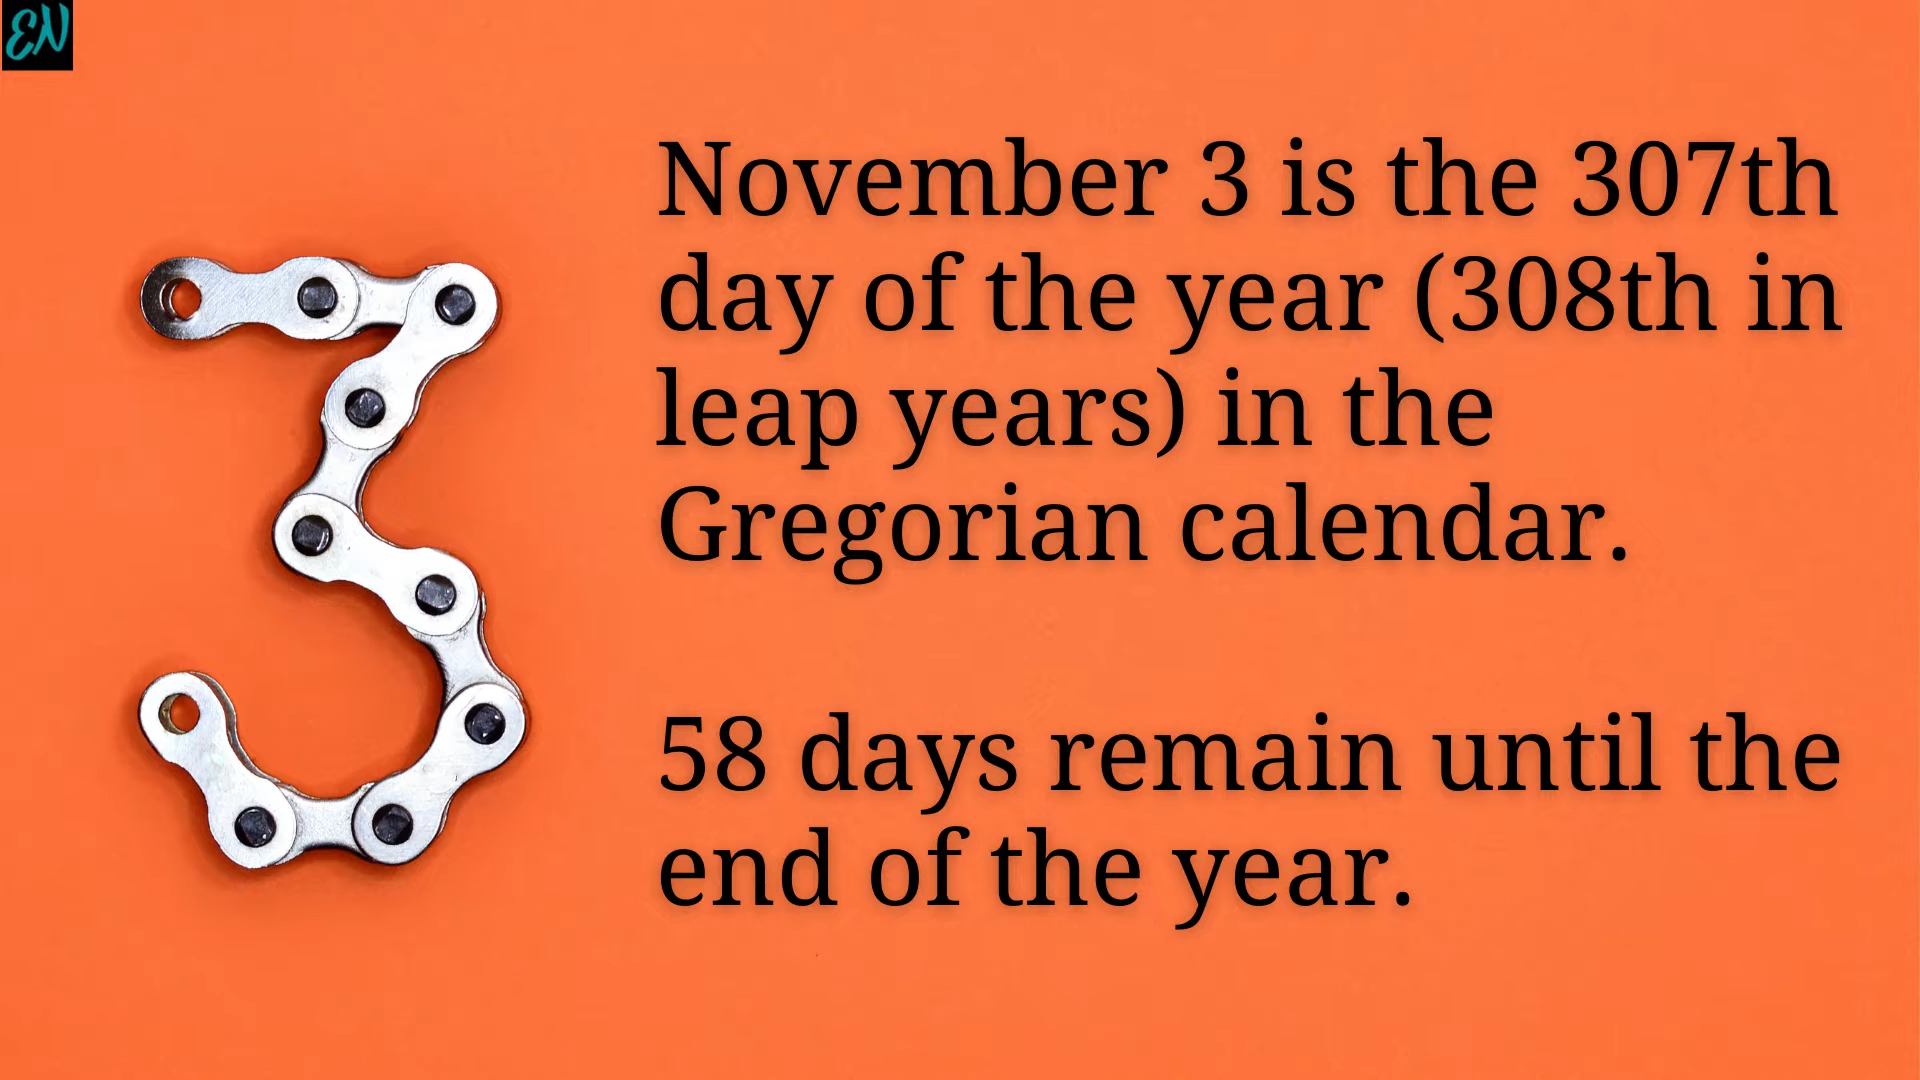 EN
November 3 is the 307th
day of the year (308th in
leap years) in the
Gregorian calendar.
58 days remain until the
end of the year.